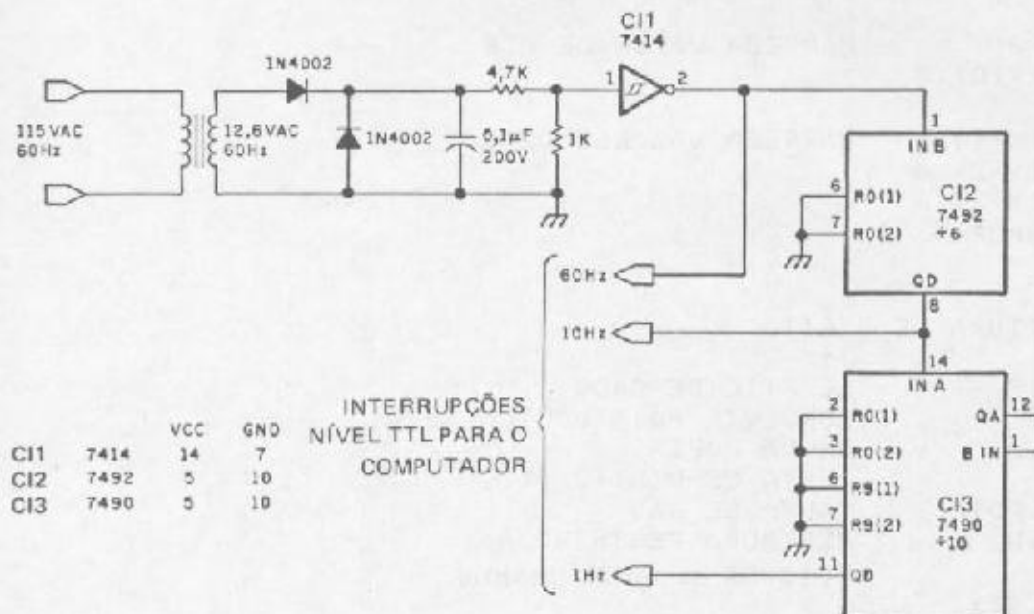 CI1
7414
1N4002
4,7K
1
2
115VAC
60Hz
12.6VAC
60Hz
1N4002
0,1µF
200V
1K
1
IN B
6
R0(1)
CI2
7492
÷6
7
R0(2)
QD
8
60Hz
10Hz
14
IN A
2
R0(1)
QA
12
3
R0(2)
B IN
1
6
R9(1)
CI3
7490
÷10
7
R9(2)
11
QD
1Hz
INTERRUPÇÕES
NÍVEL TTL PARA O
COMPUTADOR
VCC GND
CI1 7414 14 7
CI2 7492 5 10
CI3 7490 5 10